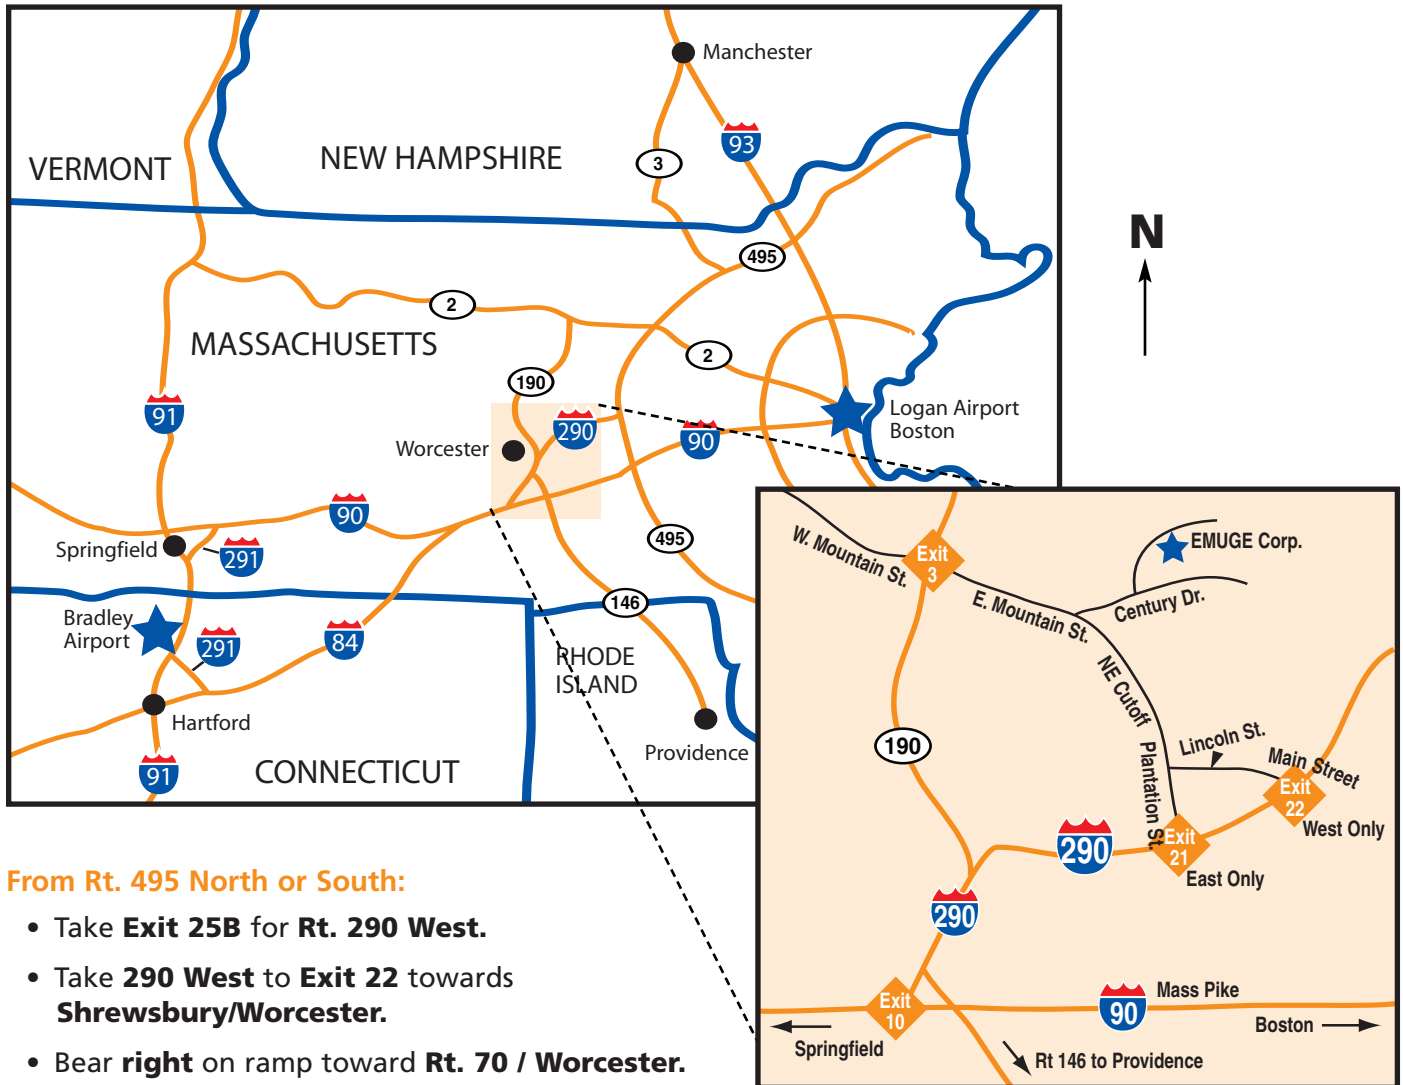 Manchester
93
3
VERMONT
NEW HAMPSHIRE
N
495
2
MASSACHUSETTS
2
190
91
Logan Airport
Boston
290
90
Worcester
90
495
Springfield
291
146
Bradley
Airport
291
84
RHODE
ISLAND
Hartford
Providence
91
CONNECTICUT
W. Mountain St.
Exit
3
EMUGE Corp.
E. Mountain St.
Century Dr.
NE Cutoff
190
Lincoln St.
Plantation St.
Main Street
Exit
22
West Only
290
Exit
21
East Only
290
Exit
10
Mass Pike
90
Springfield
Boston
Rt 146 to Providence
From Rt. 495 North or South:
• Take Exit 25B for Rt. 290 West.
• Take 290 West to Exit 22 towards
Shrewsbury/Worcester.
• Bear right on ramp toward Rt. 70 / Worcester.